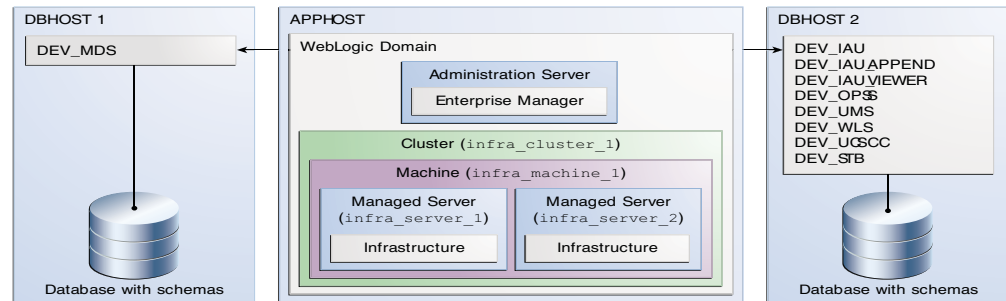 DBHOST 1
DEV_MDS
Database with schemas
APPHOST
WebLogic Domain
Administration Server
Enterprise Manager
Cluster (infra_cluster_1)
Machine (infra_machine_1)
Managed Server
(infra_server_1)
Infrastructure
Managed Server
(infra_server_2)
Infrastructure
DBHOST 2
DEV_IAU
DEV_IAU_APPEND
DEV_IAU_VIEWER
DEV_OPSS
DEV_UMS
DEV_WLS
DEV_UCSCC
DEV_STB
Database with schemas